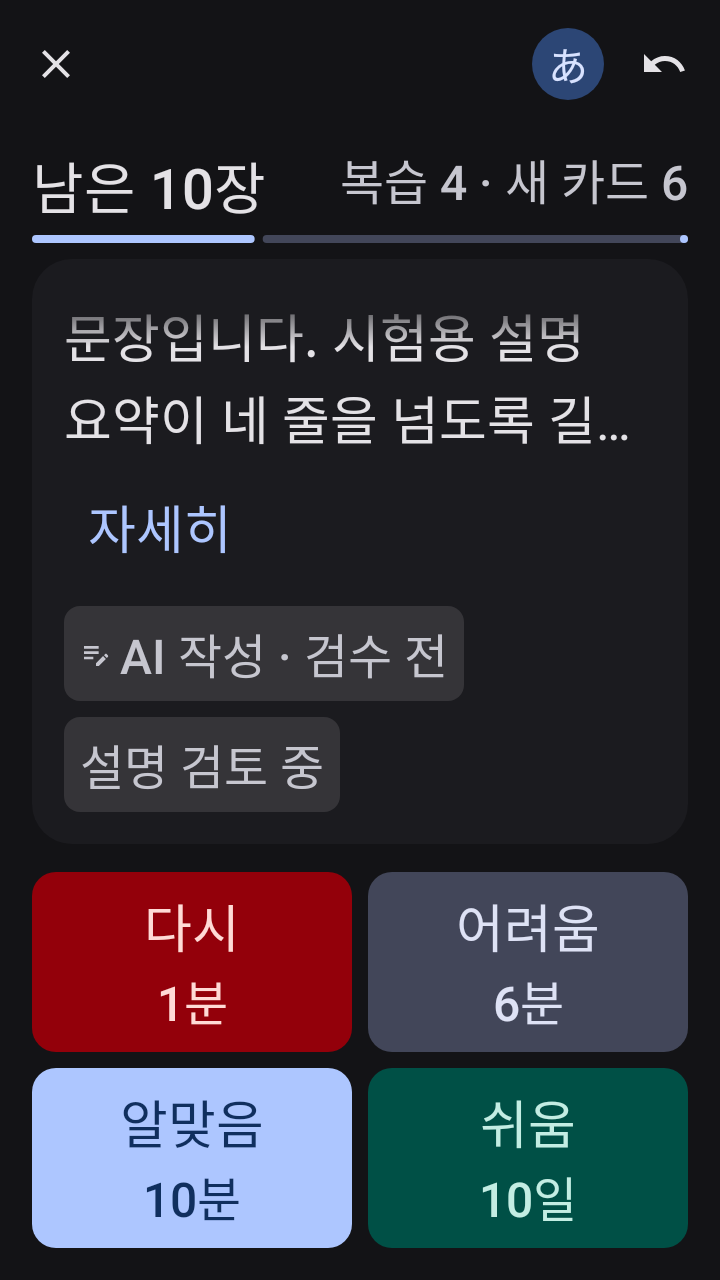 あ
남은 10장
복습 4 · 새 카드 6
문장입니다. 시험용 설명
요약이 네 줄을 넘도록 길…
자세히
AI 작성 · 검수 전
설명 검토 중
다시
1분
어려움
6분
알맞음
10분
쉬움
10일